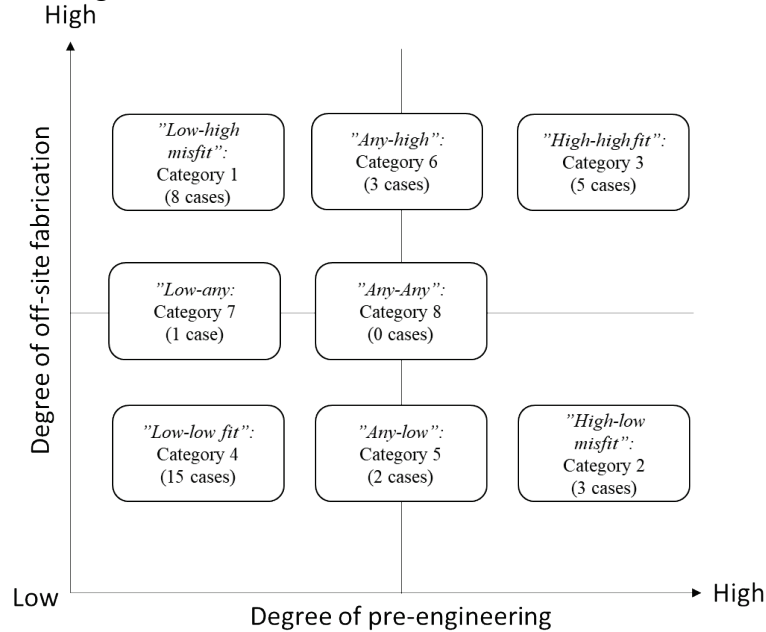 High
”Low-high
misfit”:
Category 1
(8 cases)
”Any-high”:
Category 6
(3 cases)
”High-high fit”:
Category 3
(5 cases)
”Low-any:
Category 7
(1 case)
”Any-Any”:
Category 8
(0 cases)
”Low-low fit”:
Category 4
(15 cases)
”Any-low”:
Category 5
(2 cases)
”High-low
misfit”:
Category 2
(3 cases)
Degree of off-site fabrication
Low
Degree of pre-engineering
High